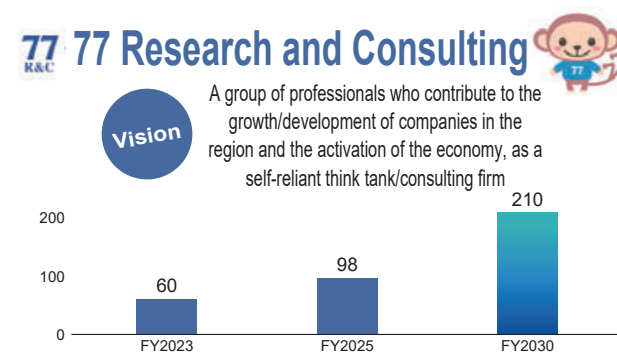 77
R&C
77 Research and Consulting
77
Vision
A group of professionals who contribute to the
growth/development of companies in the
region and the activation of the economy, as a
self-reliant think tank/consulting firm
210
200
98
100
60
0
FY2023
FY2025
FY2030